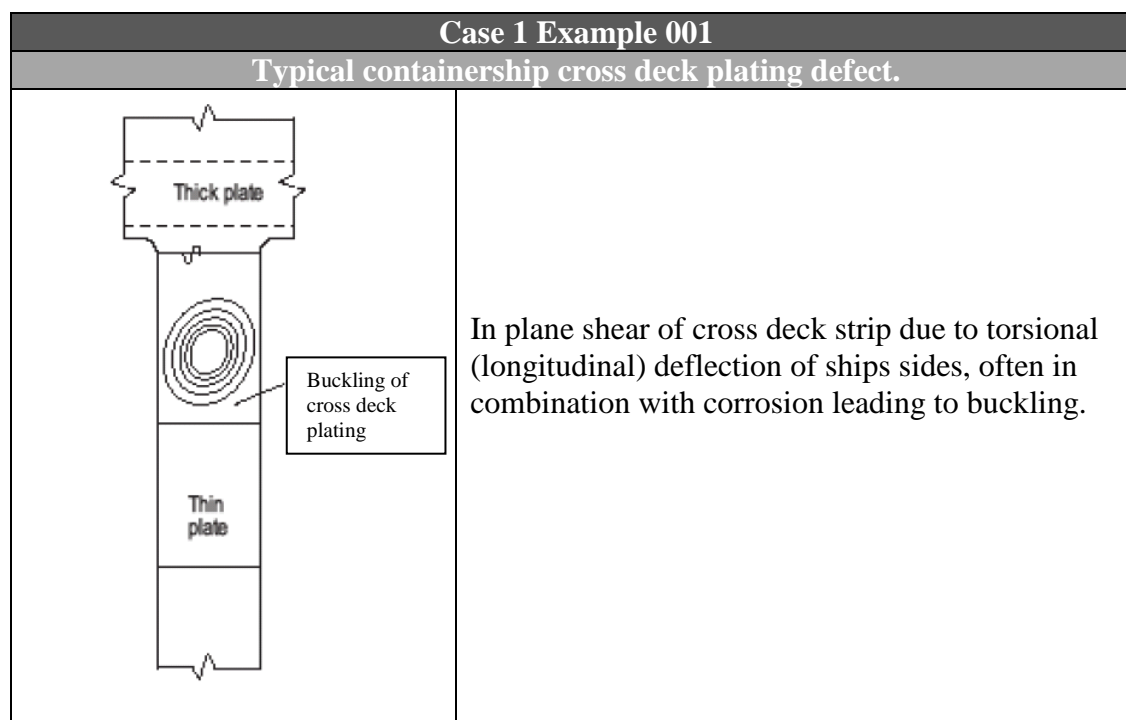 Case 1 Example 001
Typical containership cross deck plating defect.
Thick plate
Buckling of
cross deck
plating
Thin
plate
In plane shear of cross deck strip due to torsional
(longitudinal) deflection of ships sides, often in
combination with corrosion leading to buckling.